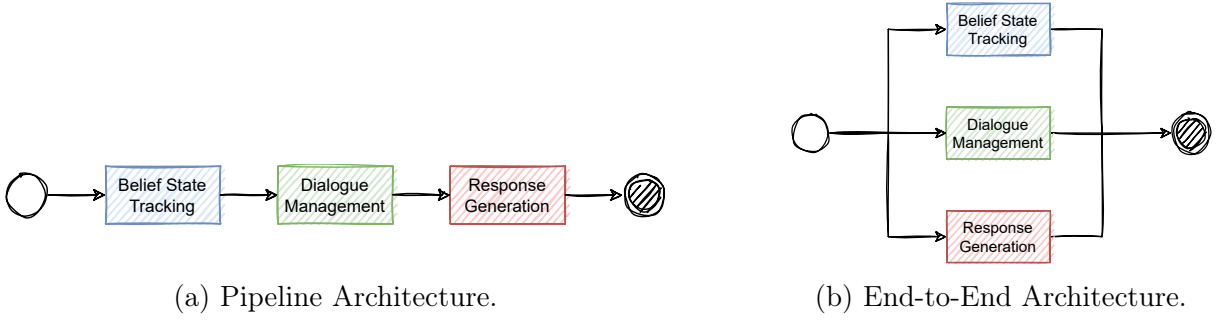 Belief State
Tracking
Dialogue
Management
Response
Generation
(a) Pipeline Architecture.
Belief State
Tracking
Dialogue
Management
Response
Generation
(b) End-to-End Architecture.